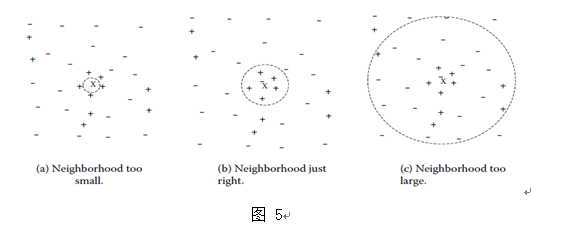 X
X
X
(a) Neighborhood too
small.
(b) Neighborhood just
right.
(c) Neighborhood too
large.
图 5